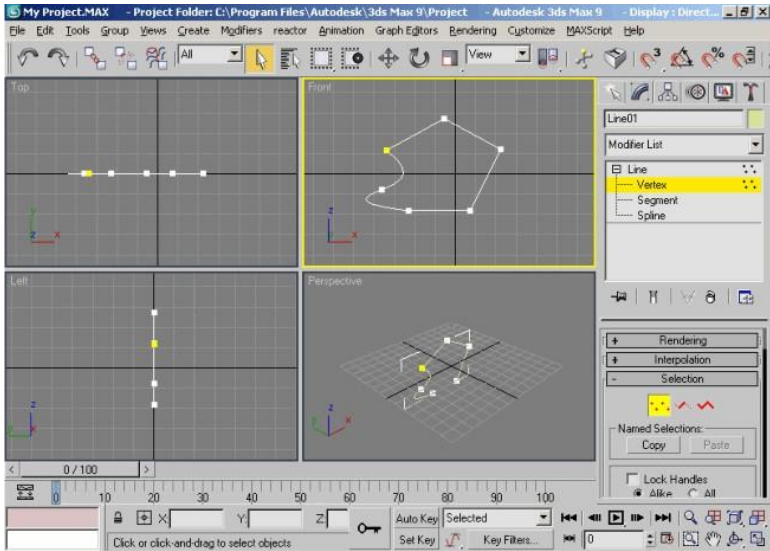 My Project.MAX - Project Folder: C:\Program Files\Autodesk\3ds Max 9\Project - Autodesk 3ds Max 9 - Display : Direct...
File Edit Tools Group Views Create Modifiers reactor Animation Graph Editors Rendering Customize MAXScript Help
All View 3 %
Top
Front
Left
Perspective
y
z x
z
x
z
y x
z
y x
Line01
Modifier List
Line
Vertex
Segment
Spline
+ Rendering
+ Interpolation
- Selection
Named Selections:
Copy Paste
Lock Handles
Alike All
< 0 / 100 >
0 10 20 30 40 50 60 70 80 90 100
X: Y: Z: Auto Key Selected
Click or click-and-drag to select objects Set Key Key Filters... 0